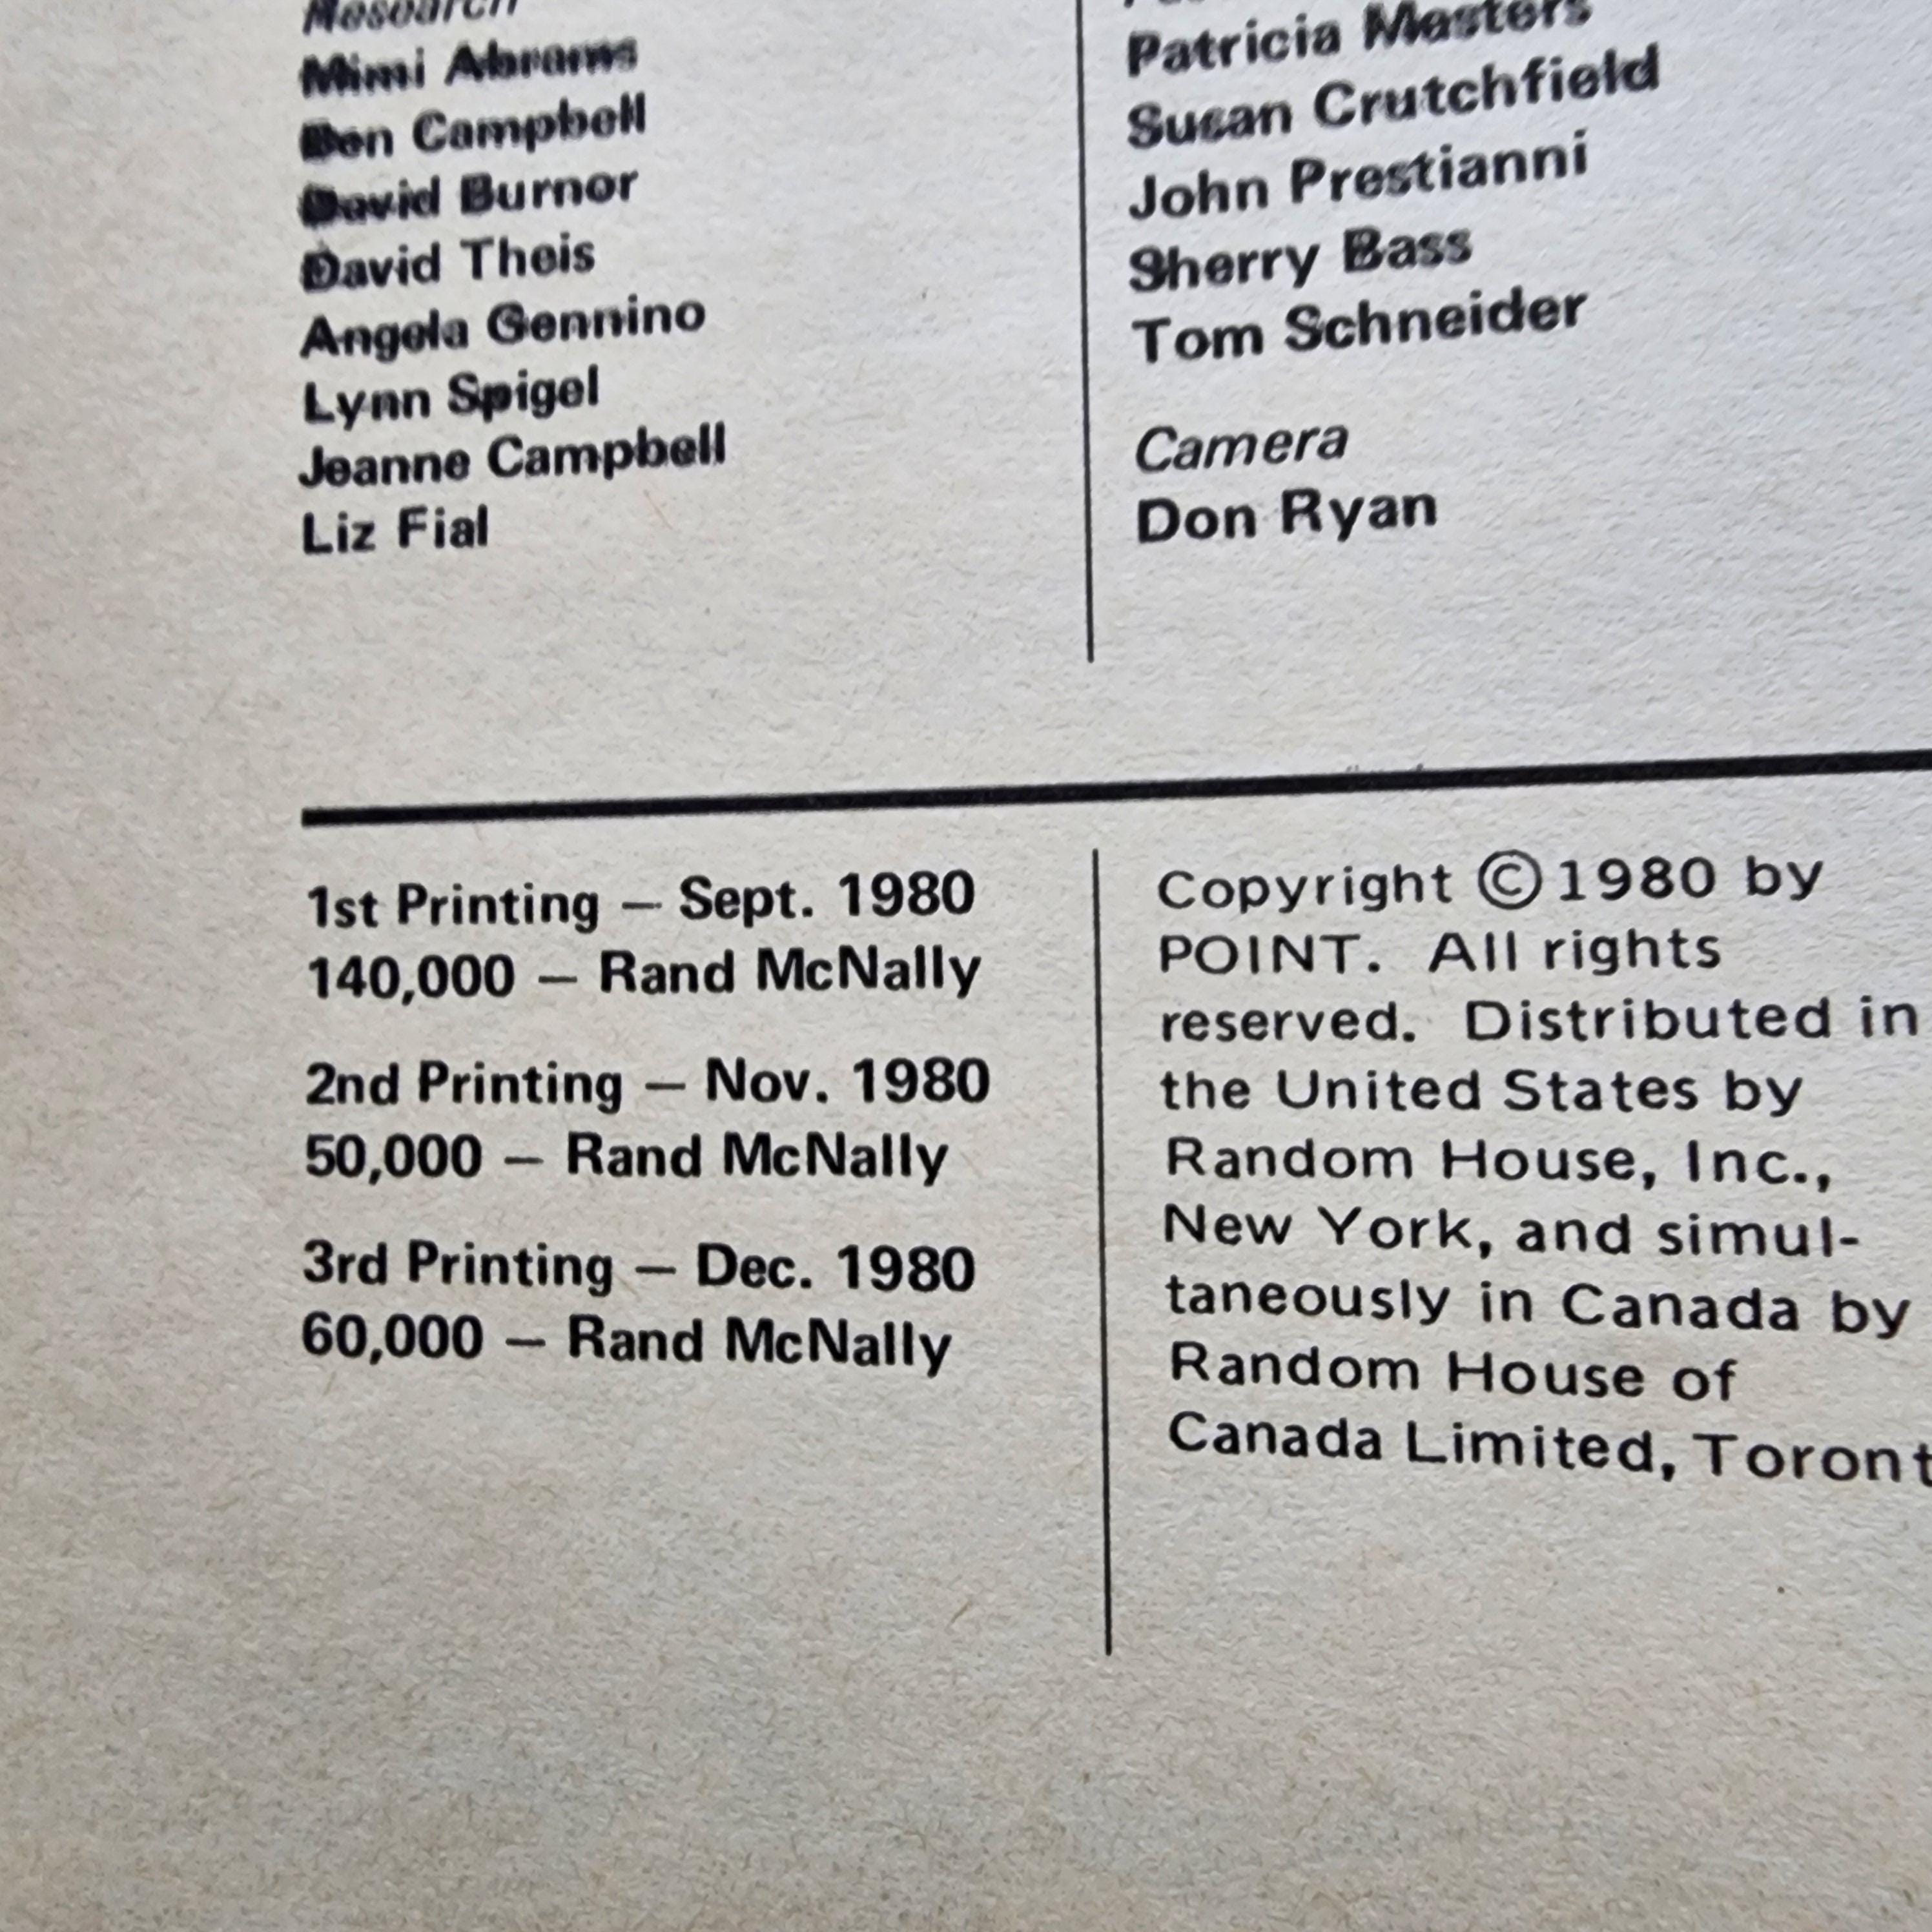 Research
Mimi Abrams
Ben Campbell
David Burnor
David Theis
Angela Gennino
Lynn Spigel
Jeanne Campbell
Liz Fial
Patricia Masters
Susan Crutchfield
John Prestianni
Sherry Bass
Tom Schneider
Camera
Don Ryan
1st Printing — Sept. 1980
140,000 — Rand McNally
2nd Printing — Nov. 1980
50,000 — Rand McNally
3rd Printing — Dec. 1980
60,000 — Rand McNally
Copyright © 1980 by
POINT. All rights
reserved. Distributed in
the United States by
Random House, Inc.,
New York, and simul-
taneously in Canada by
Random House of
Canada Limited, Toront